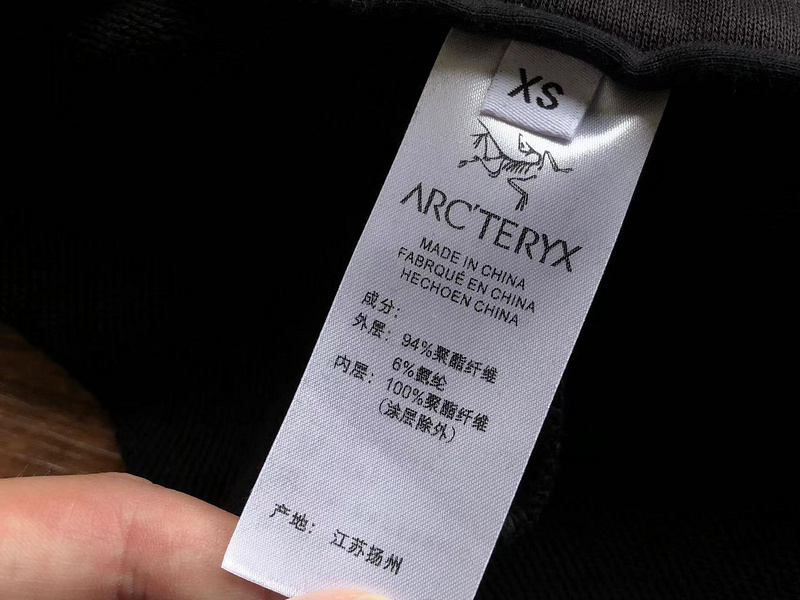 XS
ARC'TERYX
MADE IN CHINA
FABRQUÉ EN CHINA
HECHOEN CHINA
成分:
外层: 94%聚酯纤维
6%氨纶
内层: 100%聚酯纤维
(涂层除外)
产地: 江苏扬州